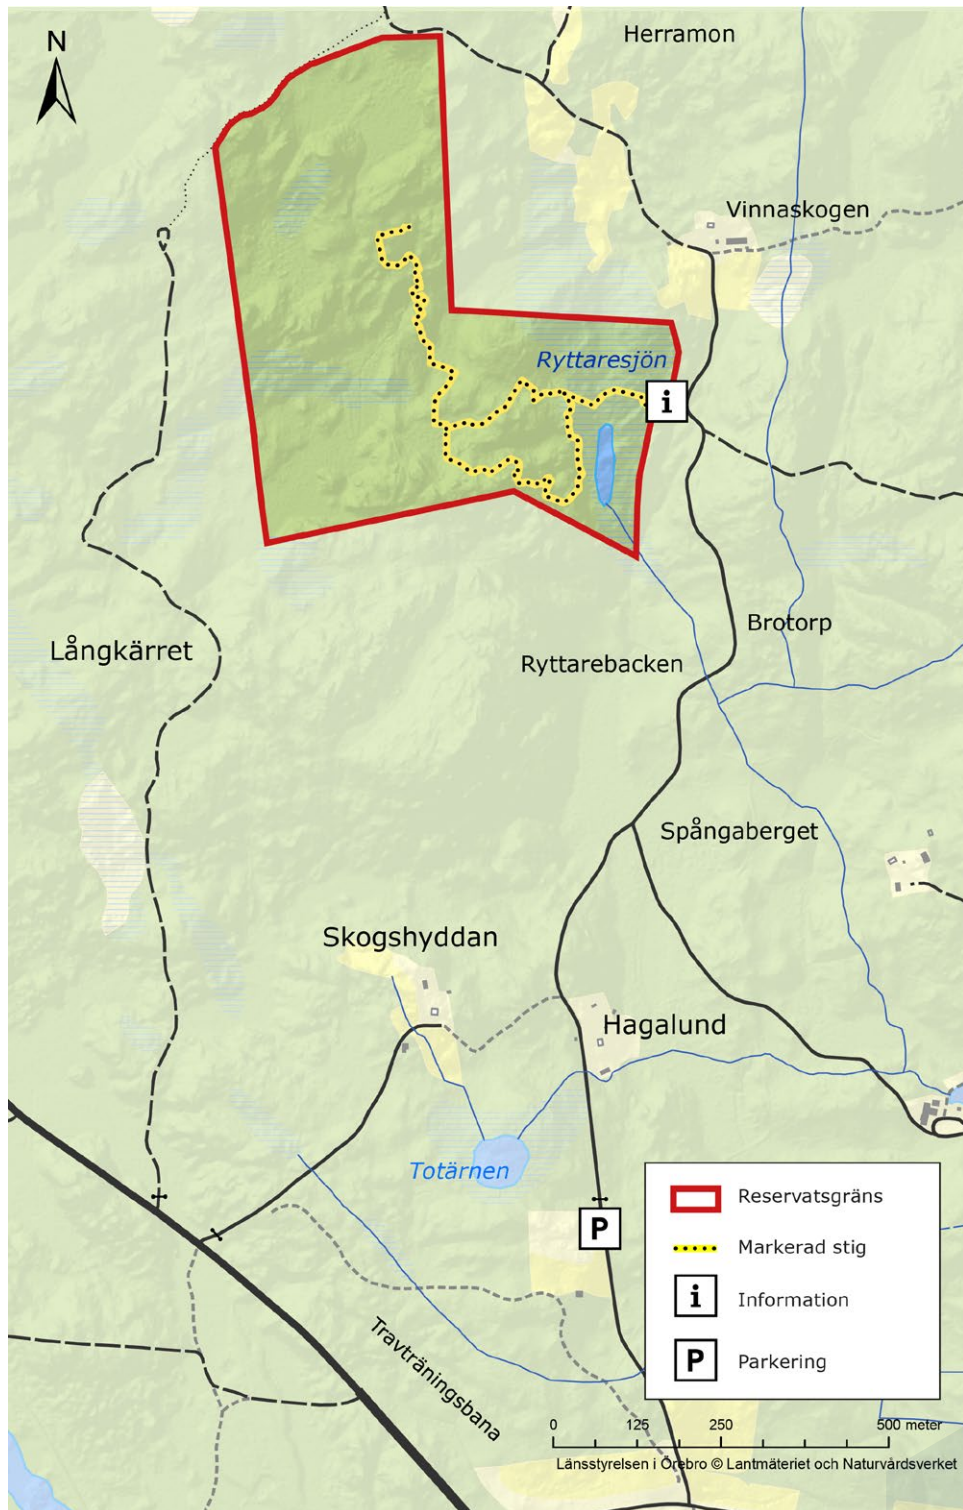 N
Herramon
Vinnaskogen
Ryttaresjön
i
Brotorp
Långkärret
Ryttarebacken
Spångaberget
Skogshyddan
Hagalund
Totärnen
P
Travträningsbana
Reservatsgräns
Markerad stig
i Information
P Parkering
0 125 250 500 meter
Länsstyrelsen i Örebro © Lantmäteriet och Naturvårdsverket